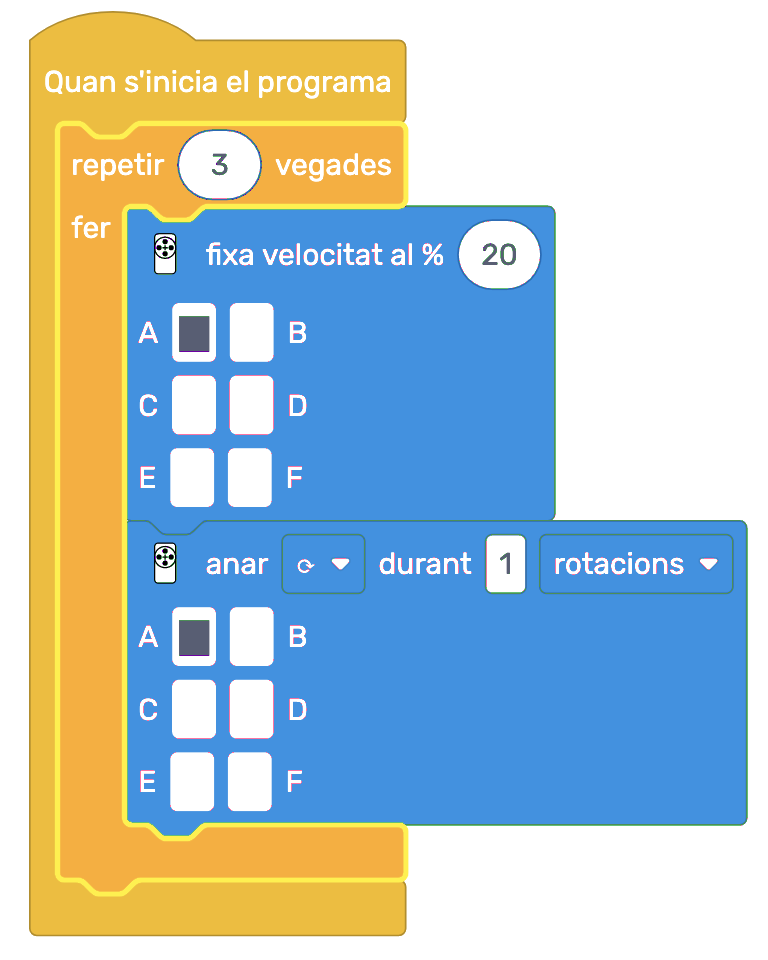 Quan s'inicia el programa
repetir 3 vegades
fer
fixa velocitat al % 20
A B
C D
E F
anar ⟳ durant 1 rotacions
A B
C D
E F